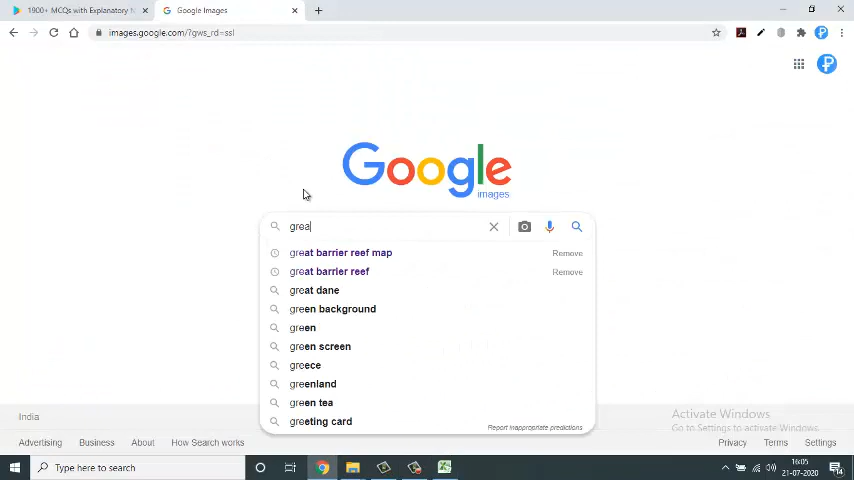 1900+ MCQs with Explanatory N
Google Images
images.google.com/?gws_rd=ssl
Google
images
grea
great barrier reef map
Remove
great barrier reef
Remove
great dane
green background
green
green screen
greece
greenland
green tea
greeting card
Report inappropriate predictions
India
Activate Windows
Go to Settings to activate Windows.
Advertising Business About How Search works
Privacy Terms Settings
Type here to search
16:05
21-07-2020
14